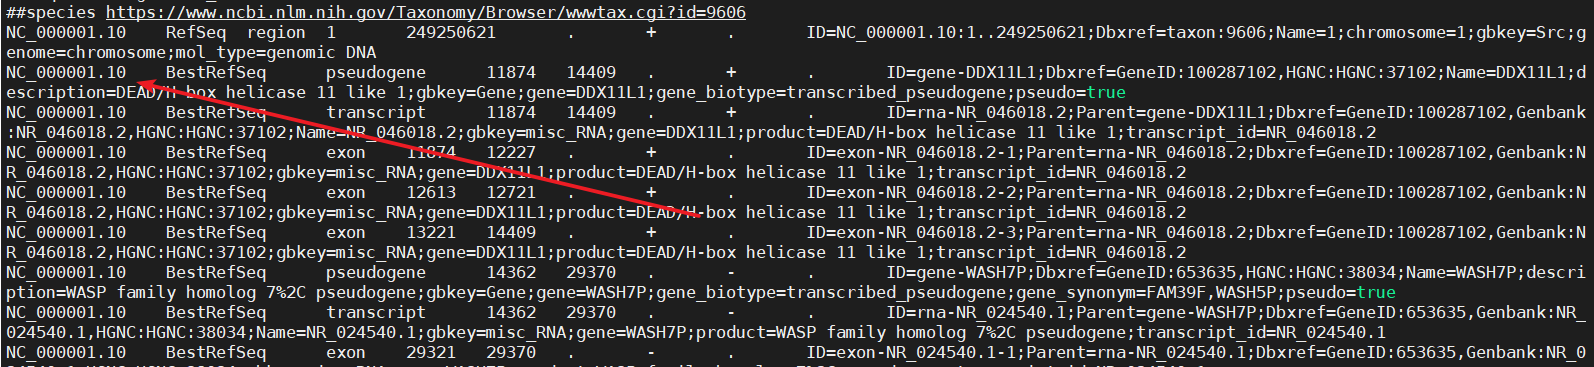 ##species https://www.ncbi.nlm.nih.gov/Taxonomy/Browser/wwwtax.cgi?id=9606
NC_000001.10    RefSeq  region  1       249250621       .       +       .       ID=NC_000001.10:1..249250621;Dbxref=taxon:9606;Name=1;chromosome=1;gbkey=Src;g
enome=chromosome;mol_type=genomic DNA
NC_000001.10    BestRefSeq      pseudogene      11874   14409   .       +       .       ID=gene-DDX11L1;Dbxref=GeneID:100287102,HGNC:HGNC:37102;Name=DDX11L1;d
escription=DEAD/H-box helicase 11 like 1;gbkey=Gene;gene=DDX11L1;gene_biotype=transcribed_pseudogene;pseudo=true
NC_000001.10    BestRefSeq      transcript      11874   14409   .       +       .       ID=rna-NR_046018.2;Parent=gene-DDX11L1;Dbxref=GeneID:100287102,Genbank
:NR_046018.2,HGNC:HGNC:37102;Name=NR_046018.2;gbkey=misc_RNA;gene=DDX11L1;product=DEAD/H-box helicase 11 like 1;transcript_id=NR_046018.2
NC_000001.10    BestRefSeq      exon    11874   12227   .       +       .       ID=exon-NR_046018.2-1;Parent=rna-NR_046018.2;Dbxref=GeneID:100287102,Genbank:N
R_046018.2,HGNC:HGNC:37102;gbkey=misc_RNA;gene=DDX11L1;product=DEAD/H-box helicase 11 like 1;transcript_id=NR_046018.2
NC_000001.10    BestRefSeq      exon    12613   12721   .       +       .       ID=exon-NR_046018.2-2;Parent=rna-NR_046018.2;Dbxref=GeneID:100287102,Genbank:N
R_046018.2,HGNC:HGNC:37102;gbkey=misc_RNA;gene=DDX11L1;product=DEAD/H-box helicase 11 like 1;transcript_id=NR_046018.2
NC_000001.10    BestRefSeq      exon    13221   14409   .       +       .       ID=exon-NR_046018.2-3;Parent=rna-NR_046018.2;Dbxref=GeneID:100287102,Genbank:N
R_046018.2,HGNC:HGNC:37102;gbkey=misc_RNA;gene=DDX11L1;product=DEAD/H-box helicase 11 like 1;transcript_id=NR_046018.2
NC_000001.10    BestRefSeq      pseudogene      14362   29370   .       -       .       ID=gene-WASH7P;Dbxref=GeneID:653635,HGNC:HGNC:38034;Name=WASH7P;descri
ption=WASP family homolog 7%2C pseudogene;gbkey=Gene;gene=WASH7P;gene_biotype=transcribed_pseudogene;gene_synonym=FAM39F,WASH5P;pseudo=true
NC_000001.10    BestRefSeq      transcript      14362   29370   .       -       .       ID=rna-NR_024540.1;Parent=gene-WASH7P;Dbxref=GeneID:653635,Genbank:NR_
024540.1,HGNC:HGNC:38034;Name=NR_024540.1;gbkey=misc_RNA;gene=WASH7P;product=WASP family homolog 7%2C pseudogene;transcript_id=NR_024540.1
NC_000001.10    BestRefSeq      exon    29321   29370   .       -       .       ID=exon-NR_024540.1-1;Parent=rna-NR_024540.1;Dbxref=GeneID:653635,Genbank:NR_0